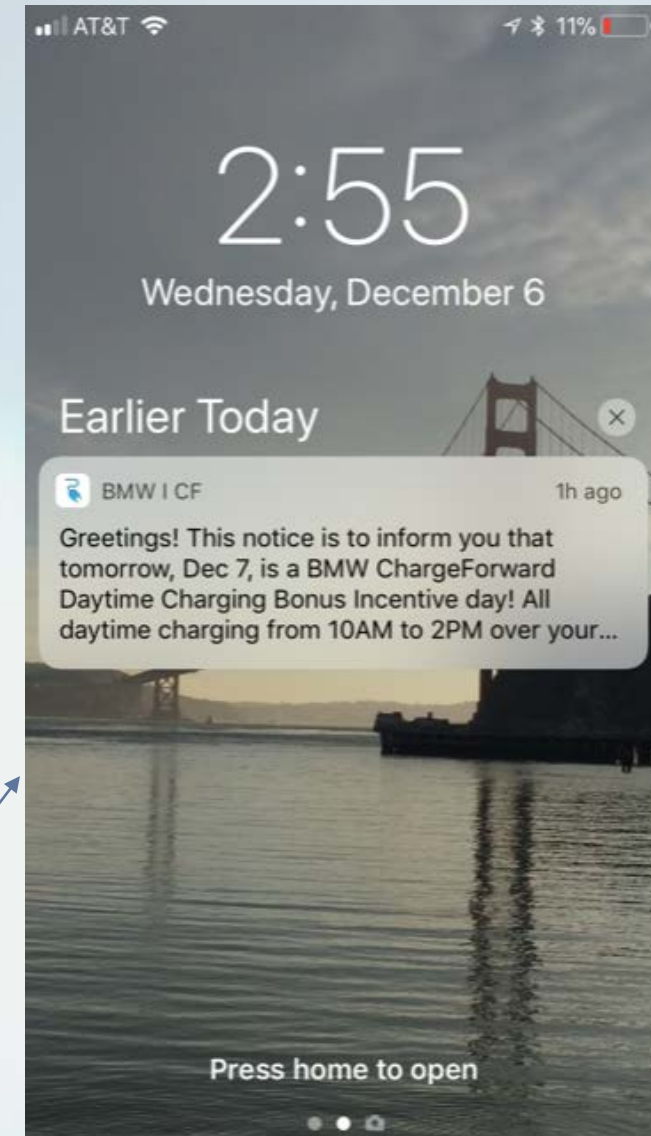 AT&T 11%
2:55
Wednesday, December 6
Earlier Today
BMW I CF 1h ago
Greetings! This notice is to inform you that
tomorrow, Dec 7, is a BMW ChargeForward
Daytime Charging Bonus Incentive day! All
daytime charging from 10AM to 2PM over your...
Press home to open